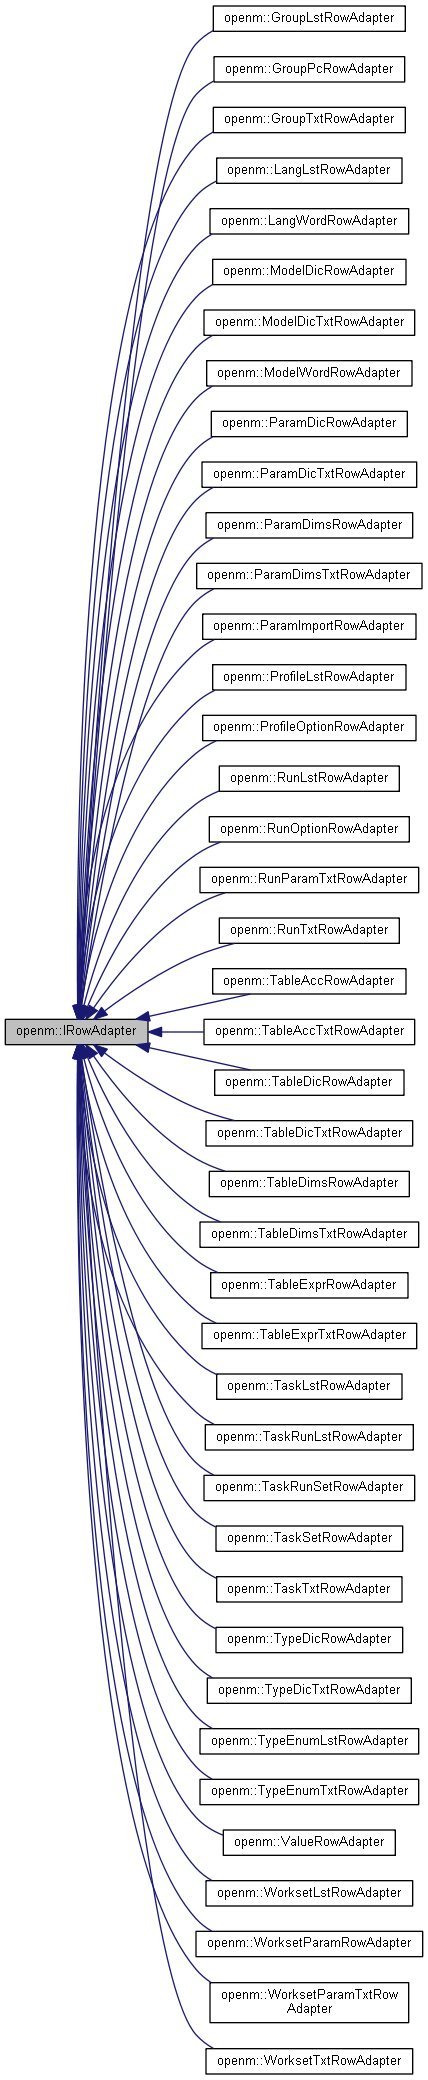 openm::GroupLstRowAdapter
openm::GroupPcRowAdapter
openm::GroupTxtRowAdapter
openm::LangLstRowAdapter
openm::LangWordRowAdapter
openm::ModelDicRowAdapter
openm::ModelDicTxtRowAdapter
openm::ModelWordRowAdapter
openm::ParamDicRowAdapter
openm::ParamDicTxtRowAdapter
openm::ParamDimsRowAdapter
openm::ParamDimsTxtRowAdapter
openm::ParamImportRowAdapter
openm::ProfileLstRowAdapter
openm::ProfileOptionRowAdapter
openm::RunLstRowAdapter
openm::RunOptionRowAdapter
openm::RunParamTxtRowAdapter
openm::RunTxtRowAdapter
openm::TableAccRowAdapter
openm::IRowAdapter
openm::TableAccTxtRowAdapter
openm::TableDicRowAdapter
openm::TableDicTxtRowAdapter
openm::TableDimsRowAdapter
openm::TableDimsTxtRowAdapter
openm::TableExprRowAdapter
openm::TableExprTxtRowAdapter
openm::TaskLstRowAdapter
openm::TaskRunLstRowAdapter
openm::TaskRunSetRowAdapter
openm::TaskSetRowAdapter
openm::TaskTxtRowAdapter
openm::TypeDicRowAdapter
openm::TypeDicTxtRowAdapter
openm::TypeEnumLstRowAdapter
openm::TypeEnumTxtRowAdapter
openm::ValueRowAdapter
openm::WorksetLstRowAdapter
openm::WorksetParamRowAdapter
openm::WorksetParamTxtRow
Adapter
openm::WorksetTxtRowAdapter